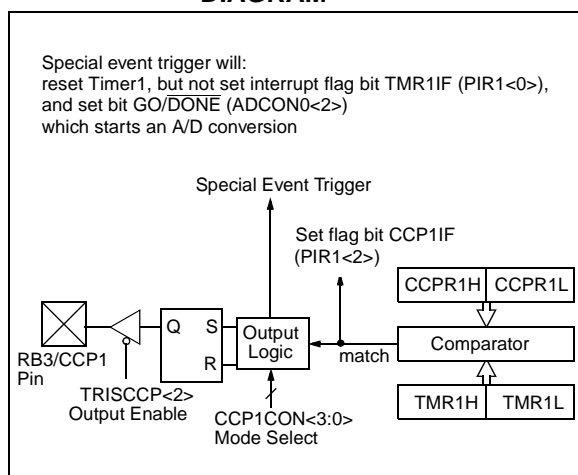 DIAGRAM
Special event trigger will:
reset Timer1, but not set interrupt flag bit TMR1IF (PIR1<0>),
and set bit GO/DONE (ADCON0<2>)
which starts an A/D conversion
Special Event Trigger
Set flag bit CCP1IF
(PIR1<2>)
CCPR1H CCPR1L
Q S Output
R Logic
match
Comparator
RB3/CCP1
Pin
TRISCCP<2>
Output Enable
CCP1CON<3:0>
Mode Select
TMR1H TMR1L